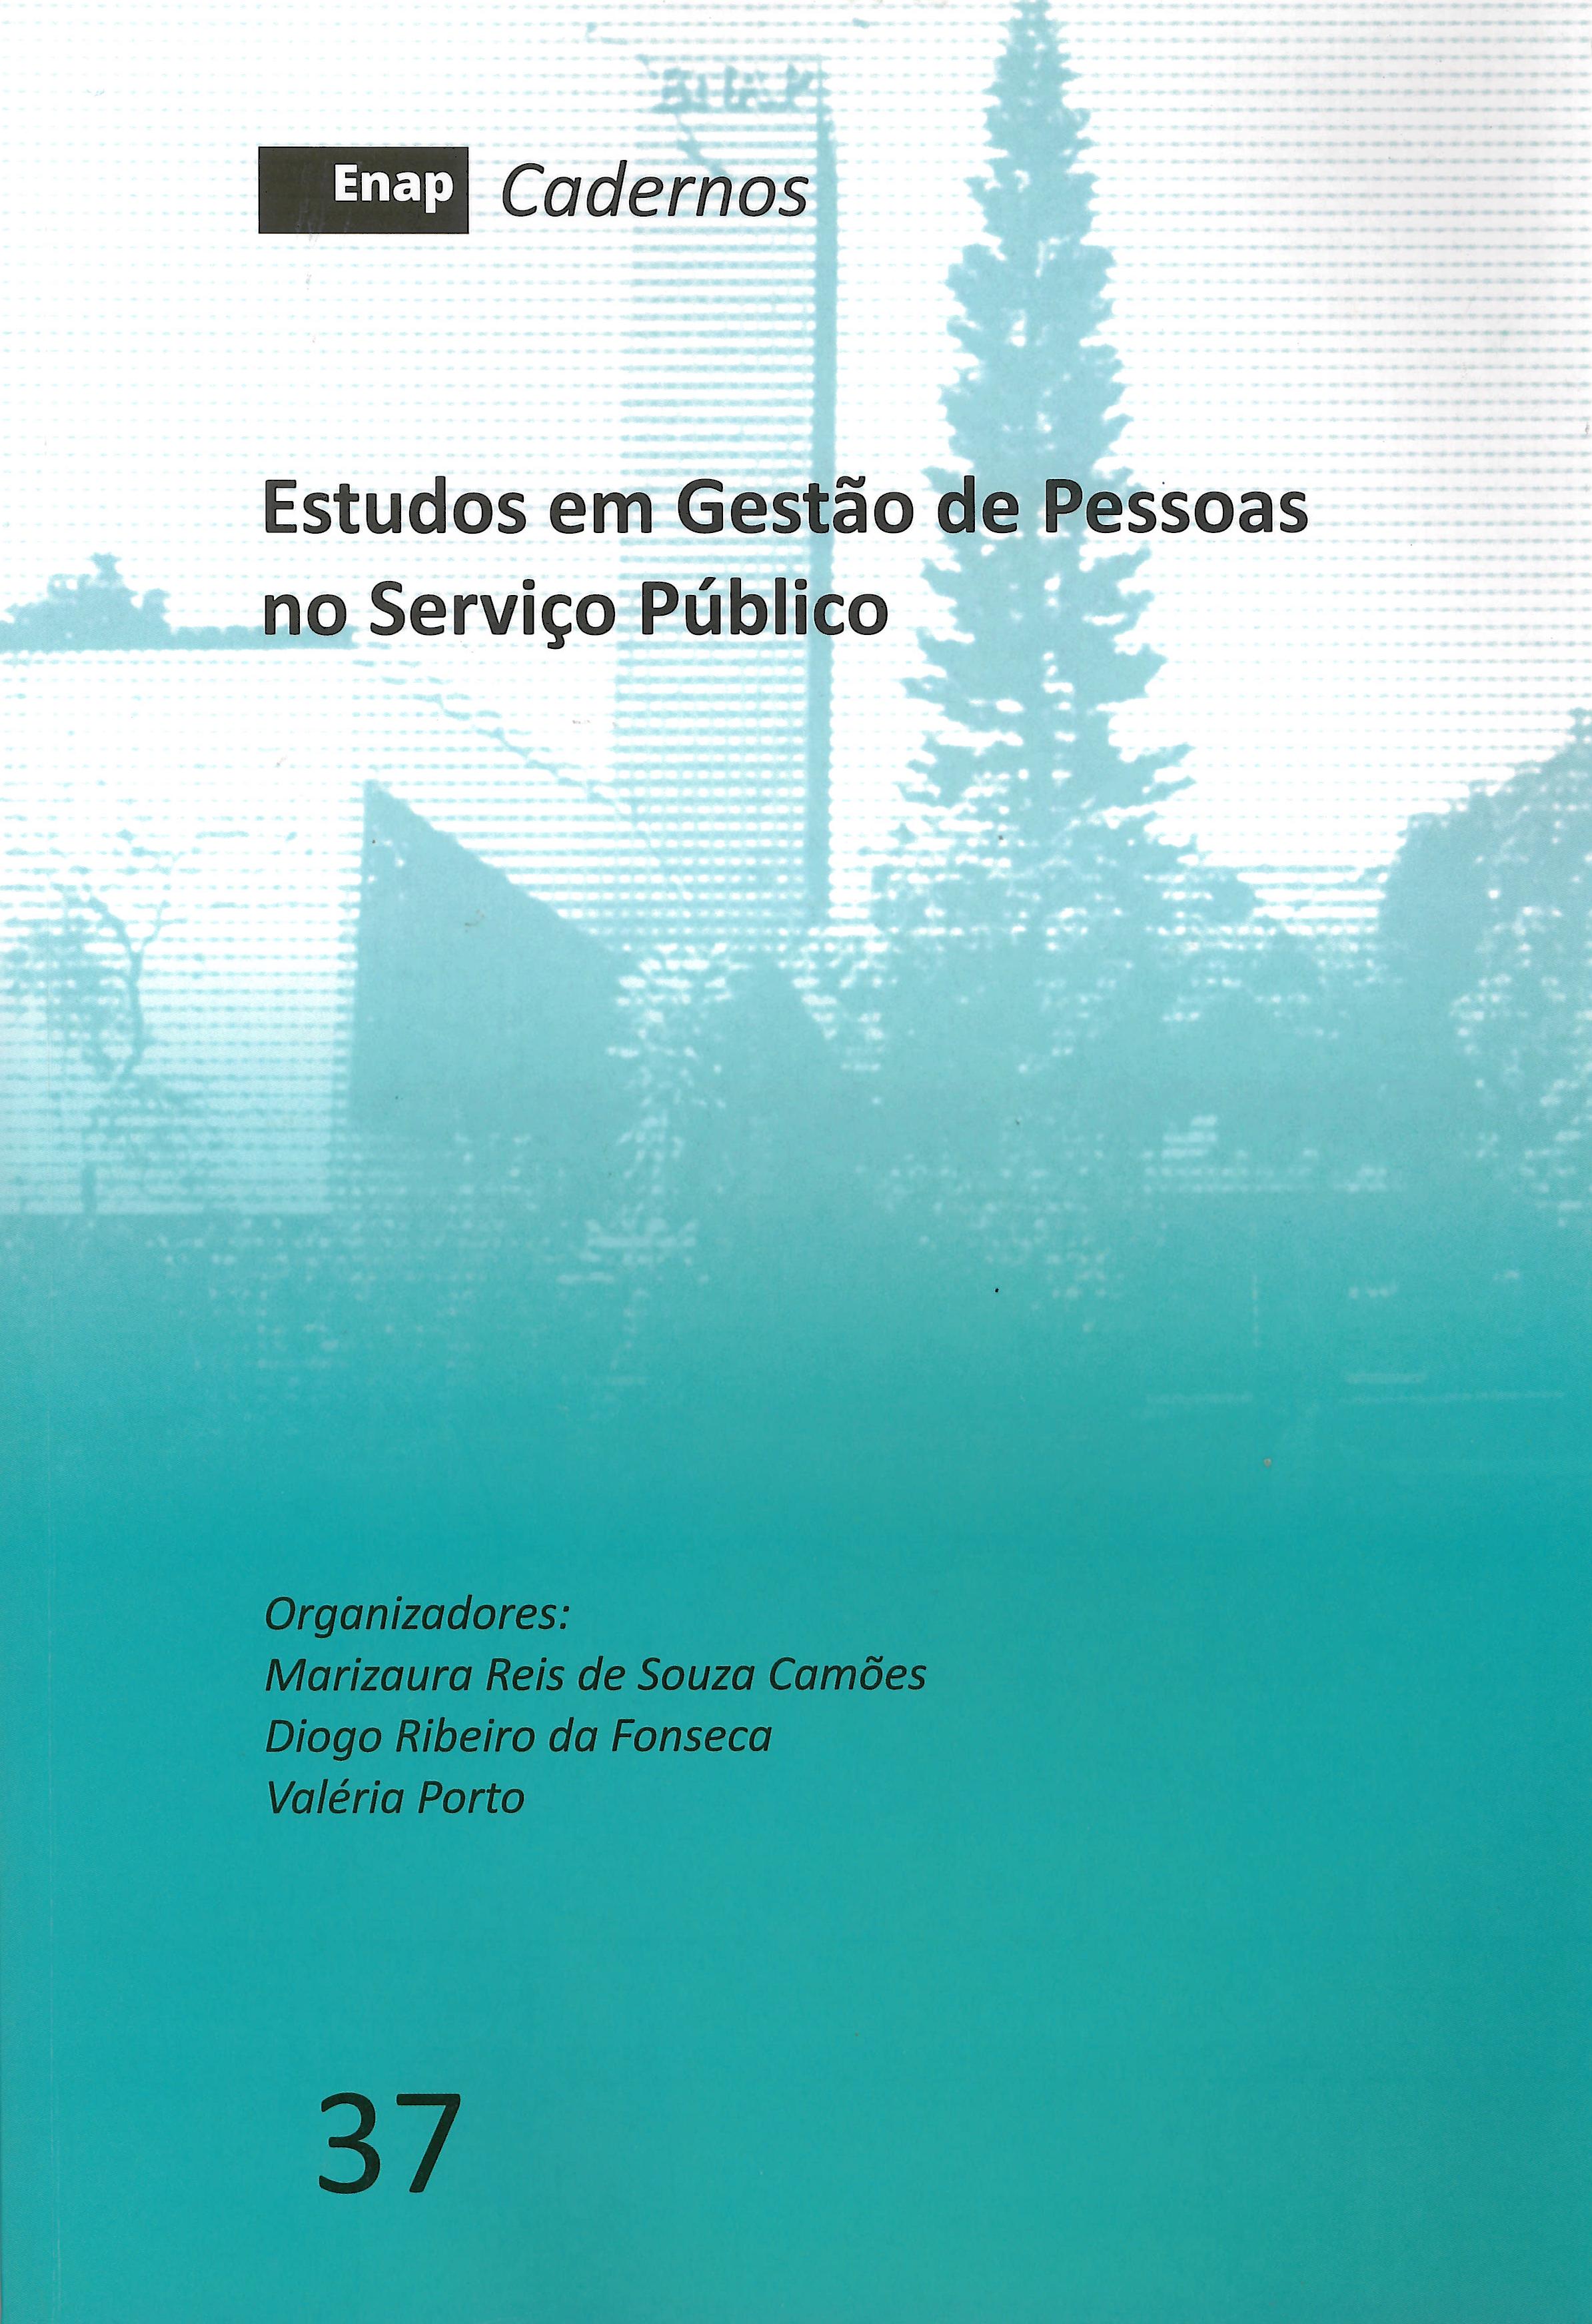 Enap Cadernos
Estudos em Gestão de Pessoas
no Serviço Público
Organizadores:
Marizaura Reis de Souza Camões
Diogo Ribeiro da Fonseca
Valéria Porto
37